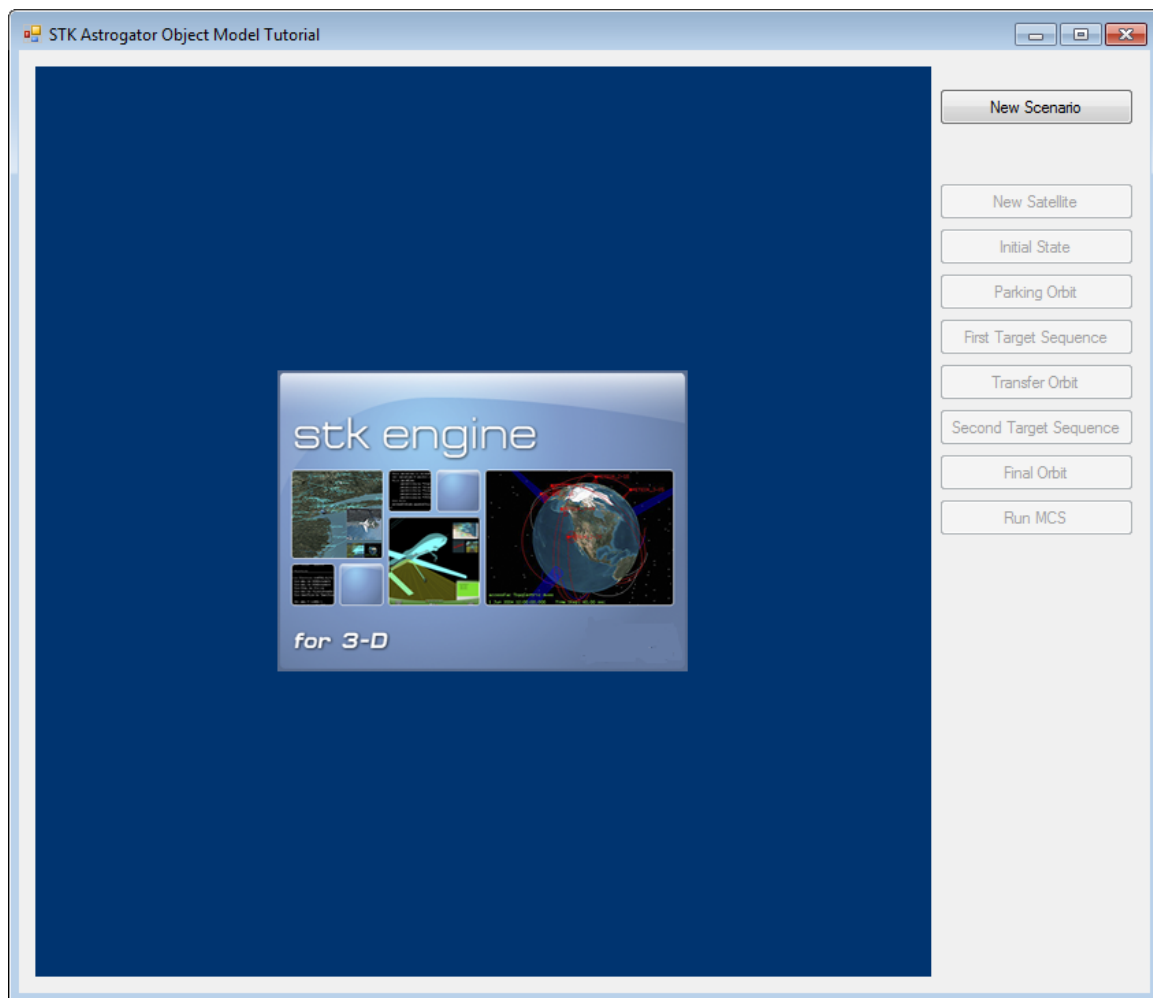 STK Astrogator Object Model Tutorial
New Scenario
New Satellite
Initial State
Parking Orbit
First Target Sequence
Transfer Orbit
Second Target Sequence
Final Orbit
Run MCS
stk engine
for 3-D